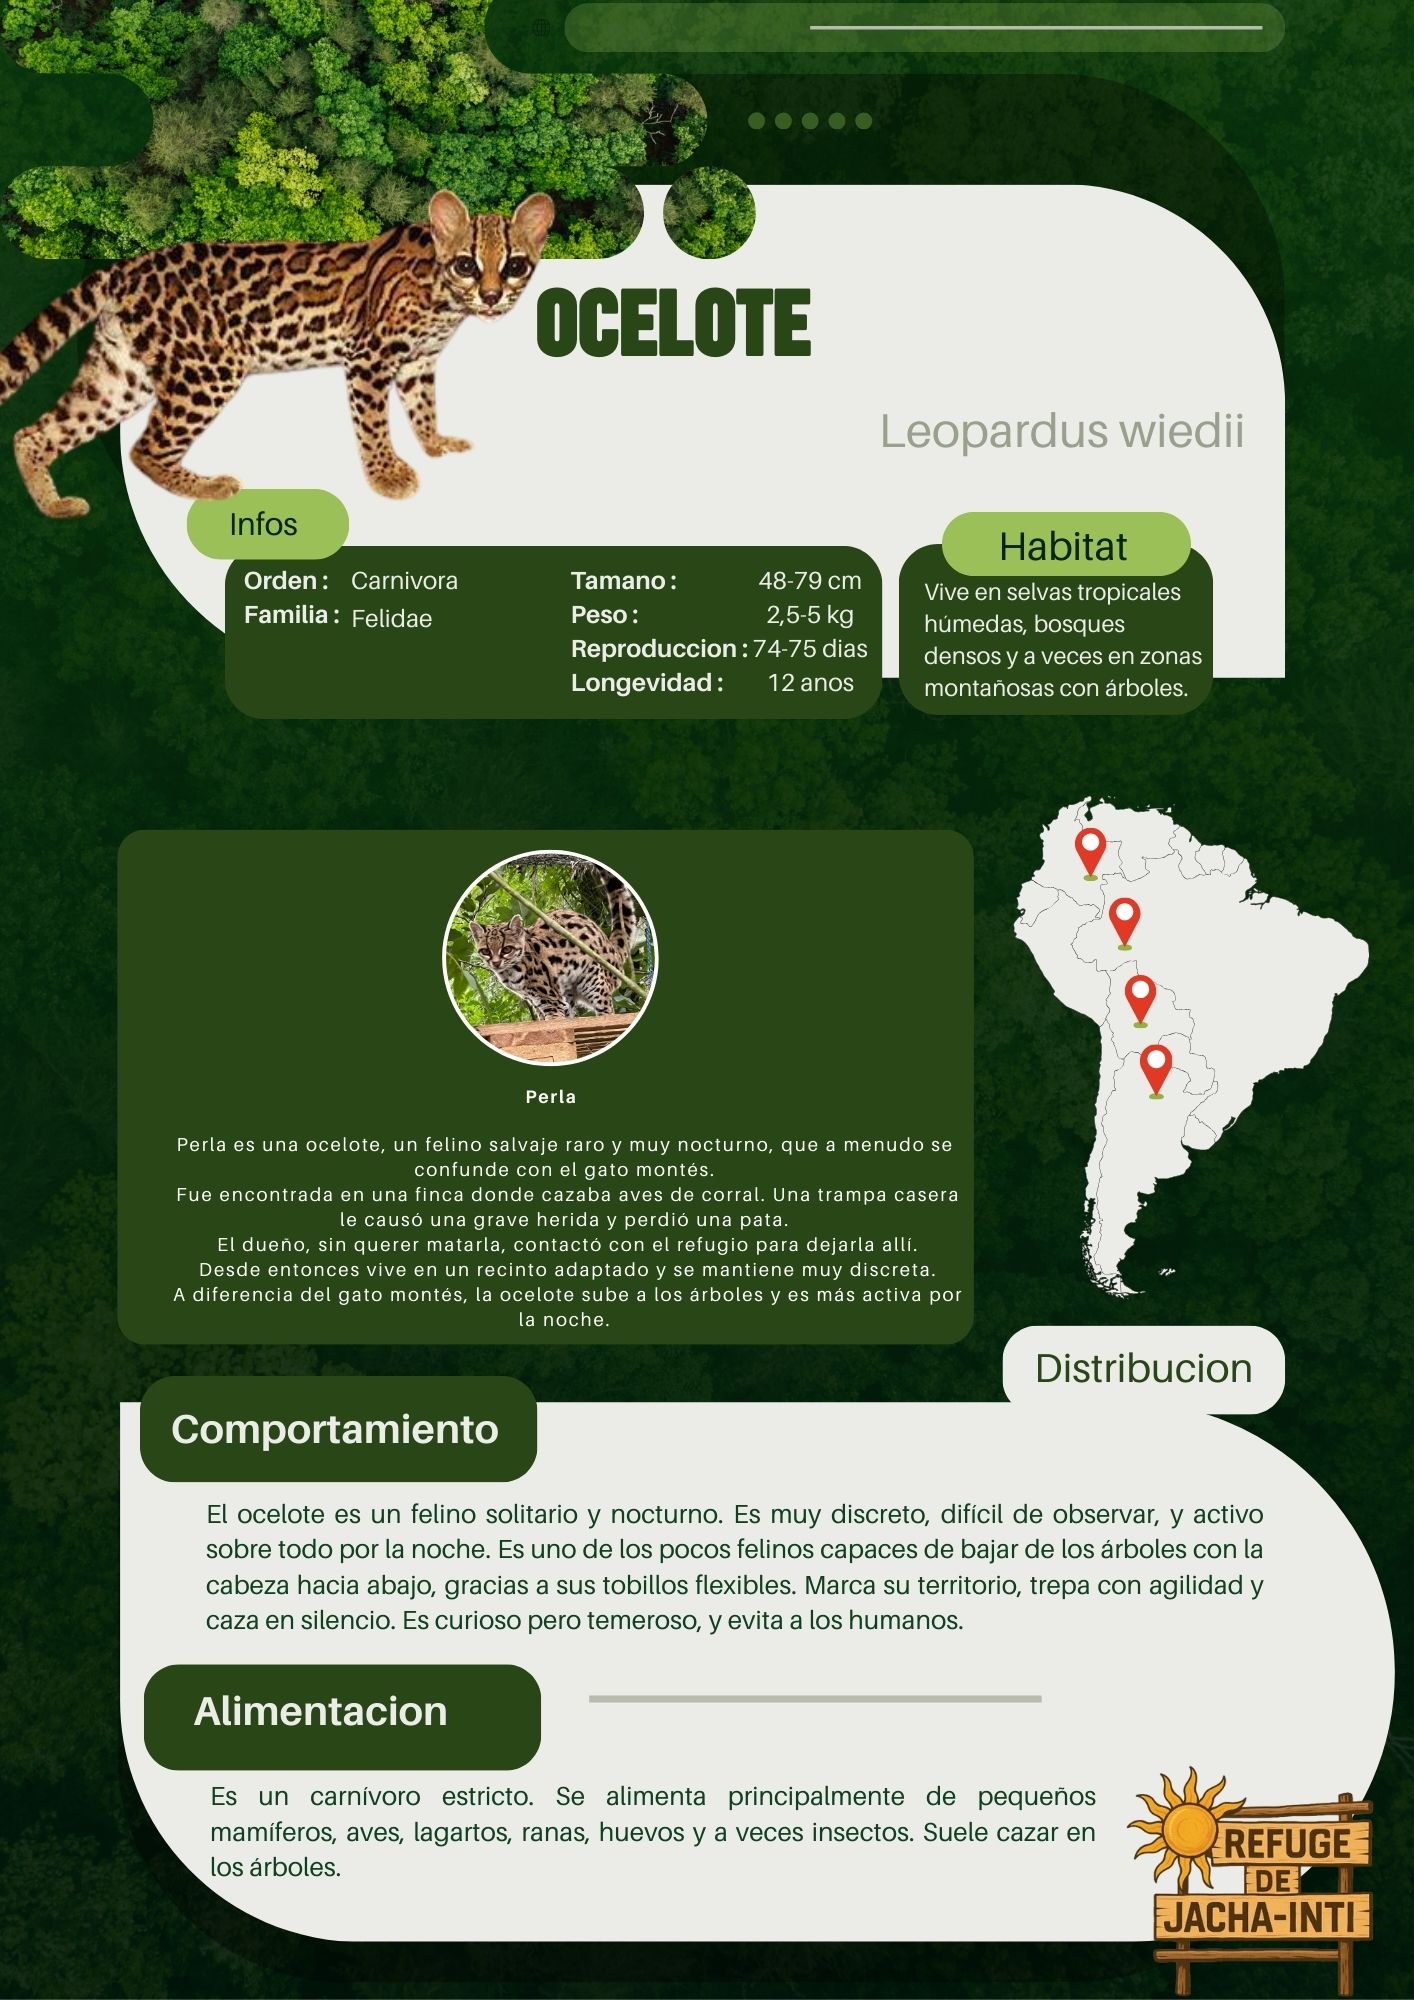 OCELOTE
Leopardus wiedii
Infos
Orden : Carnivora
Familia : Felidae
Tamano : 48-79 cm
Peso : 2,5-5 kg
Reproduccion : 74-75 dias
Longevidad : 12 anos
Habitat
Vive en selvas tropicales
húmedas, bosques
densos y a veces en zonas
montañosas con árboles.
Perla
Perla es una ocelote, un felino salvaje raro y muy nocturno, que a menudo se
confunde con el gato montés.
Fue encontrada en una finca donde cazaba aves de corral. Una trampa casera
le causó una grave herida y perdió una pata.
El dueño, sin querer matarla, contactó con el refugio para dejarla allí.
Desde entonces vive en un recinto adaptado y se mantiene muy discreta.
A diferencia del gato montés, la ocelote sube a los árboles y es más activa por
la noche.
Distribucion
Comportamiento
El ocelote es un felino solitario y nocturno. Es muy discreto, difícil de observar, y activo
sobre todo por la noche. Es uno de los pocos felinos capaces de bajar de los árboles con la
cabeza hacia abajo, gracias a sus tobillos flexibles. Marca su territorio, trepa con agilidad y
caza en silencio. Es curioso pero temeroso, y evita a los humanos.
Alimentacion
Es un carnívoro estricto. Se alimenta principalmente de pequeños
mamíferos, aves, lagartos, ranas, huevos y a veces insectos. Suele cazar en
los árboles.
REFUGE
DE
JACHA-INTI